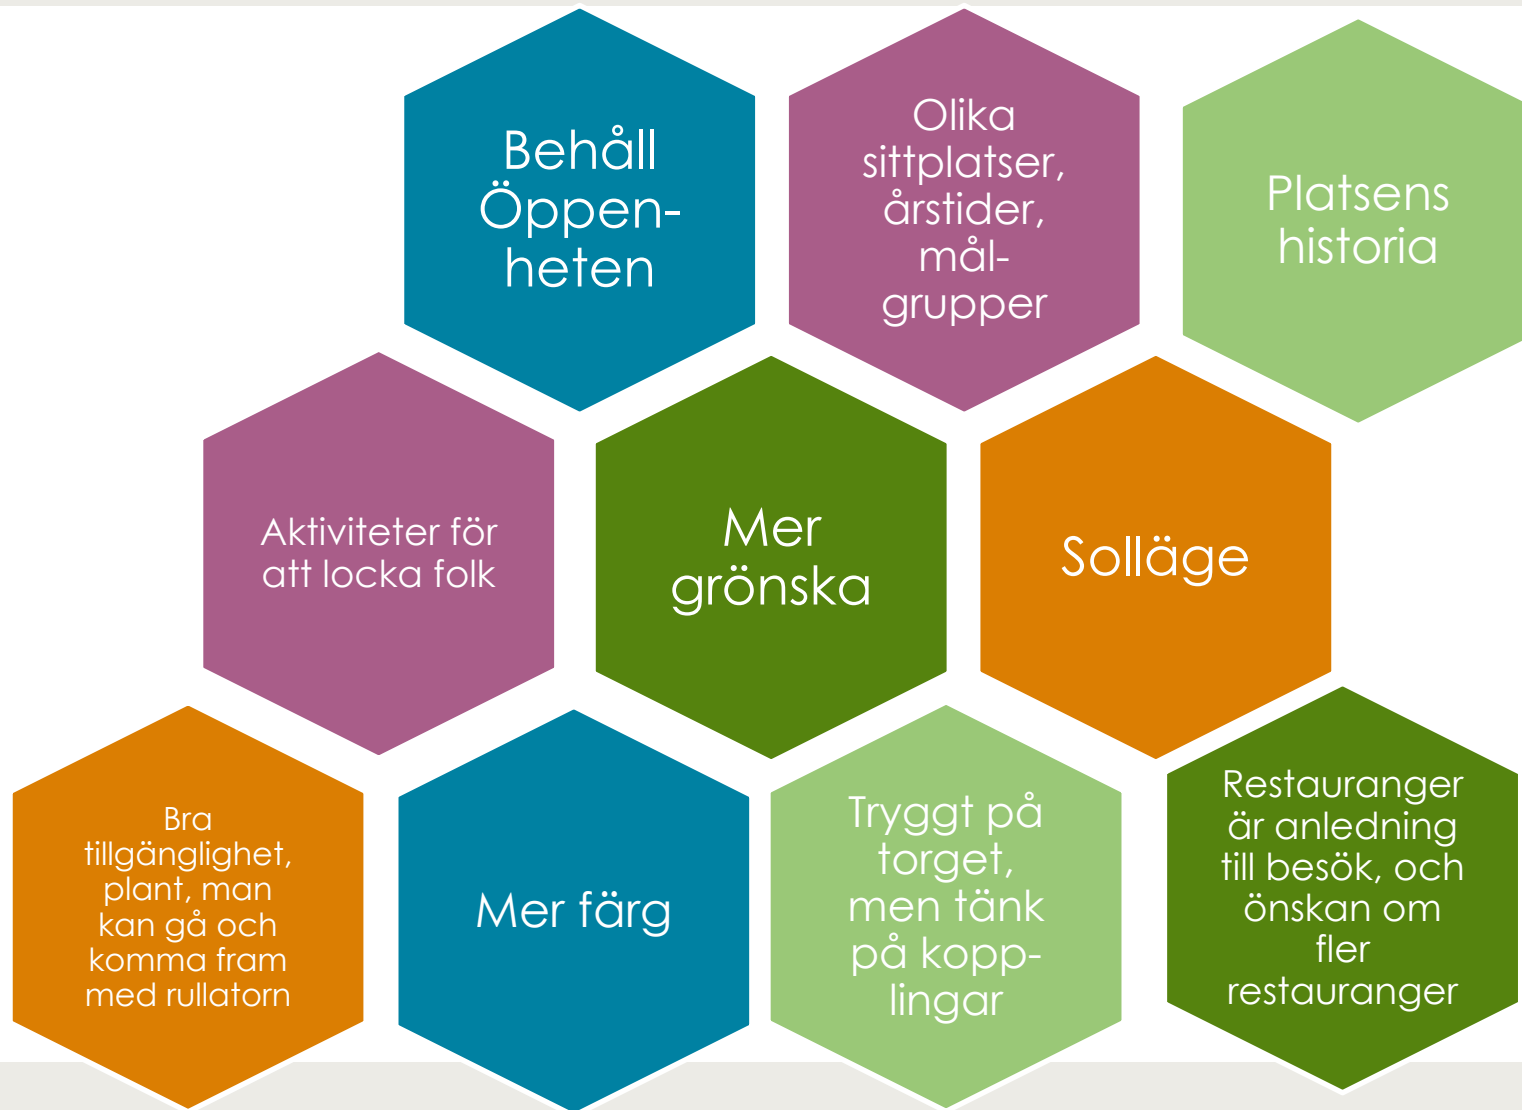 Behåll
Öppen-
heten
Olika
sittplatser,
årstider,
mål-
grupper
Platsens
historia
Aktiviteter för
att locka folk
Mer
grönska
Solläge
Bra
tillgänglighet,
plant, man
kan gå och
komma fram
med rullatorn
Mer färg
Tryggt på
torget,
men tänk
på kopp-
lingar
Restauranger
är anledning
till besök, och
önskan om
fler
restauranger